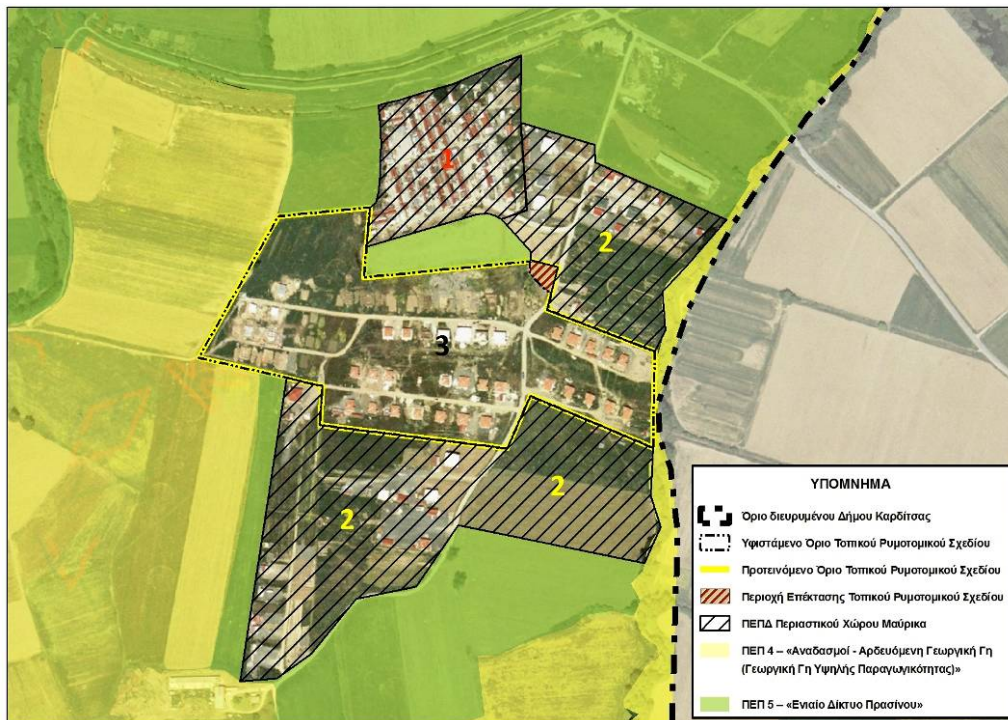 1
2
3
2
2
ΥΠΟΜΝΗΜΑ
Όριο διευρυμένου Δήμου Καρδίτσας
Υφιστάμενο Όριο Τοπικού Ρυμοτομικού Σχεδίου
Προτεινόμενο Όριο Τοπικού Ρυμοτομικού Σχεδίου
Περιοχή Επέκτασης Τοπικού Ρυμοτομικού Σχεδίου
ΠΕΠΔ Περιαστικού Χώρου Μαύρικα
ΠΕΠ 4 – «Αναδασμοί - Αρδευόμενη Γεωργική Γη
(Γεωργική Γη Υψηλής Παραγωγικότητας)»
ΠΕΠ 5 – «Ενιαίο Δίκτυο Πρασίνου»